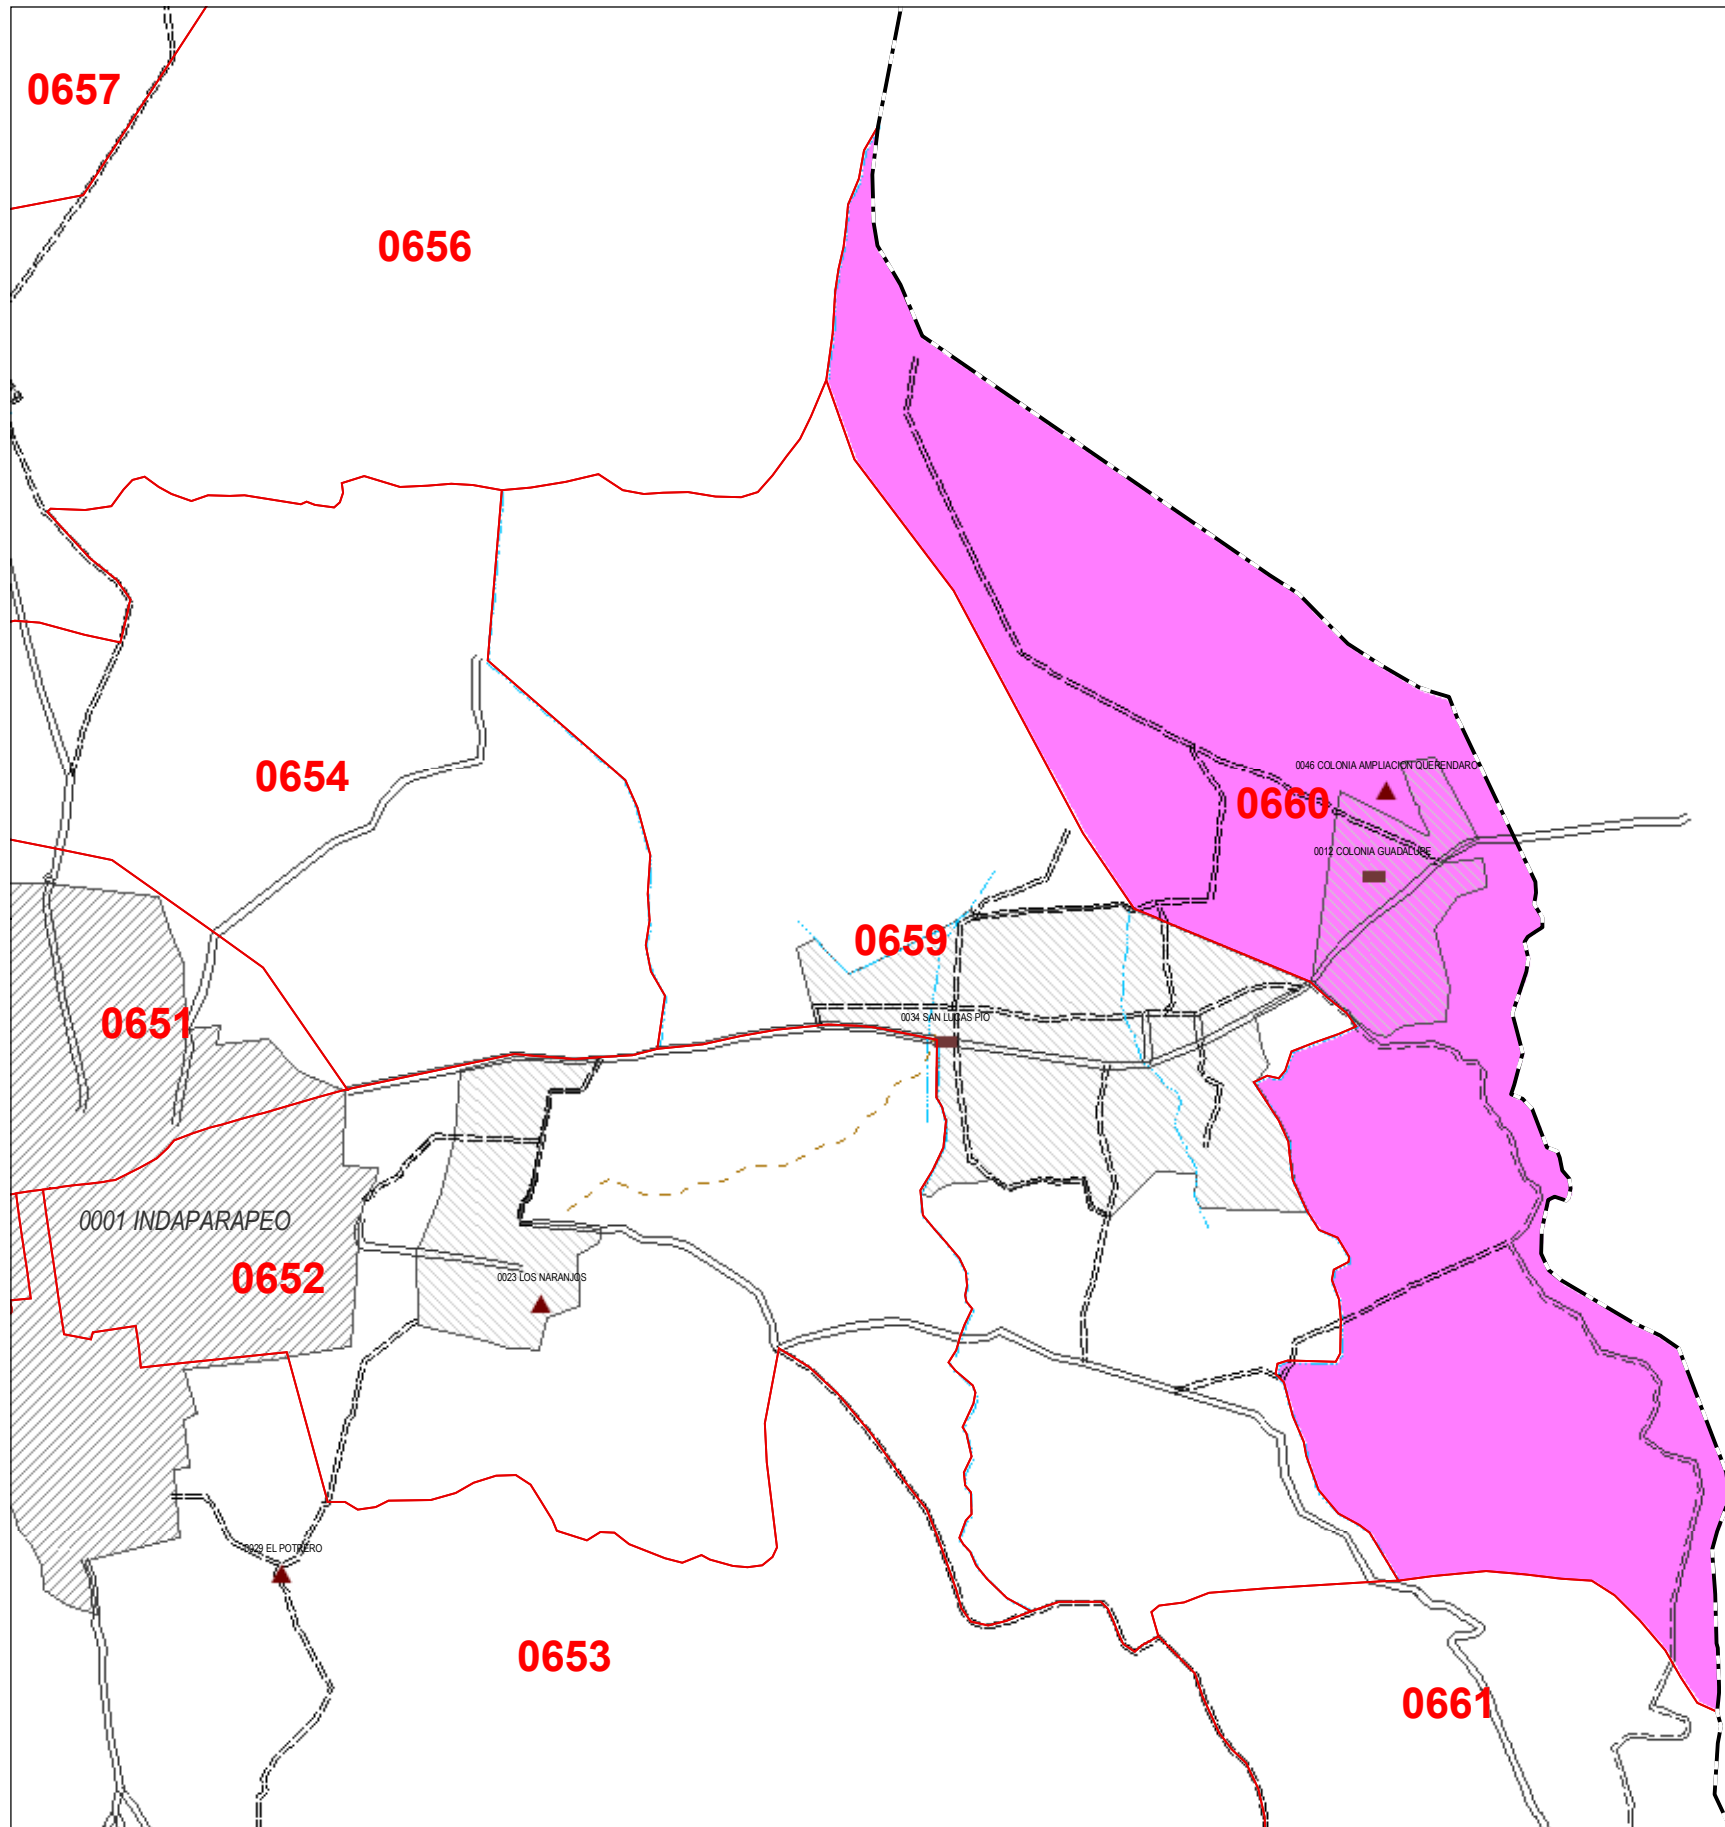 0657
0656
0654
0046 COLONIA AMPLIACION QUERENDARO
0660
0012 COLONIA GUADALUPE
0659
0651
0034 SAN LUCAS PIO
0001 INDAPARAPEO
0652
0023 LOS NARANJOS
0029 EL POTRERO
0653
0661